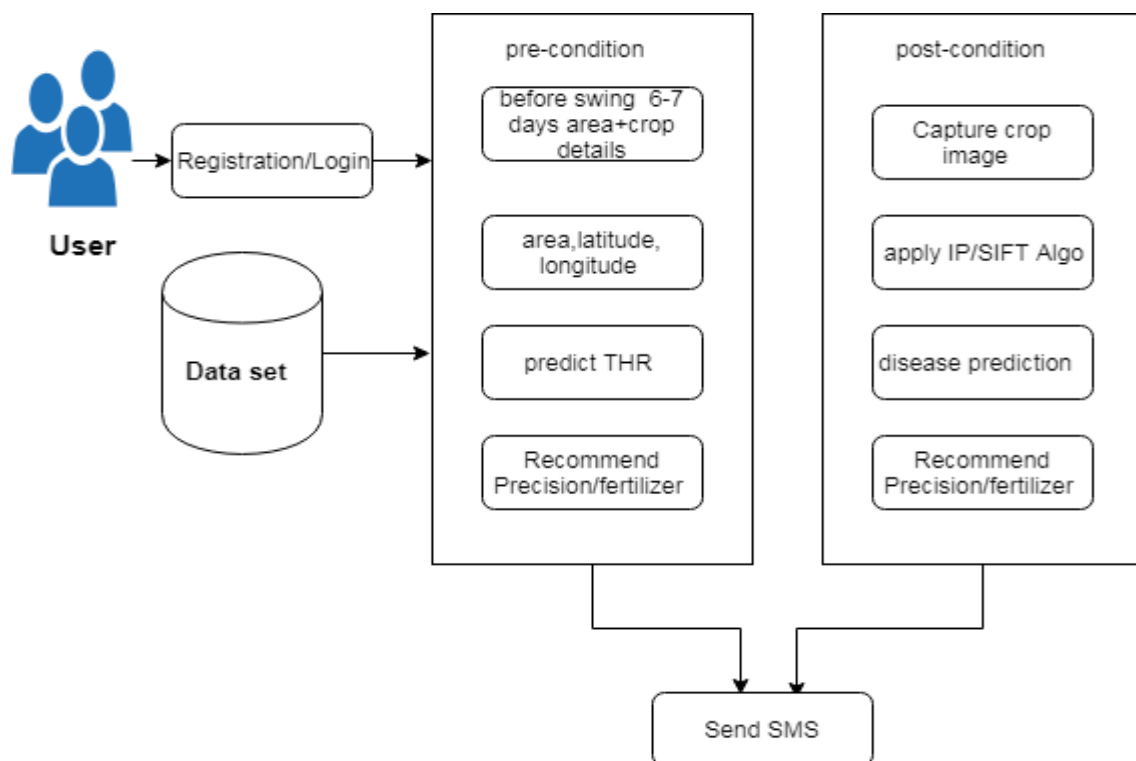 User
Registration/Login
Data set
pre-condition
before swing 6-7
days area+crop
details
area,latitude,
longitude
predict THR
Recommend
Precision/fertilizer
post-condition
Capture crop
image
apply IP/SIFT Algo
disease prediction
Recommend
Precision/fertilizer
Send SMS